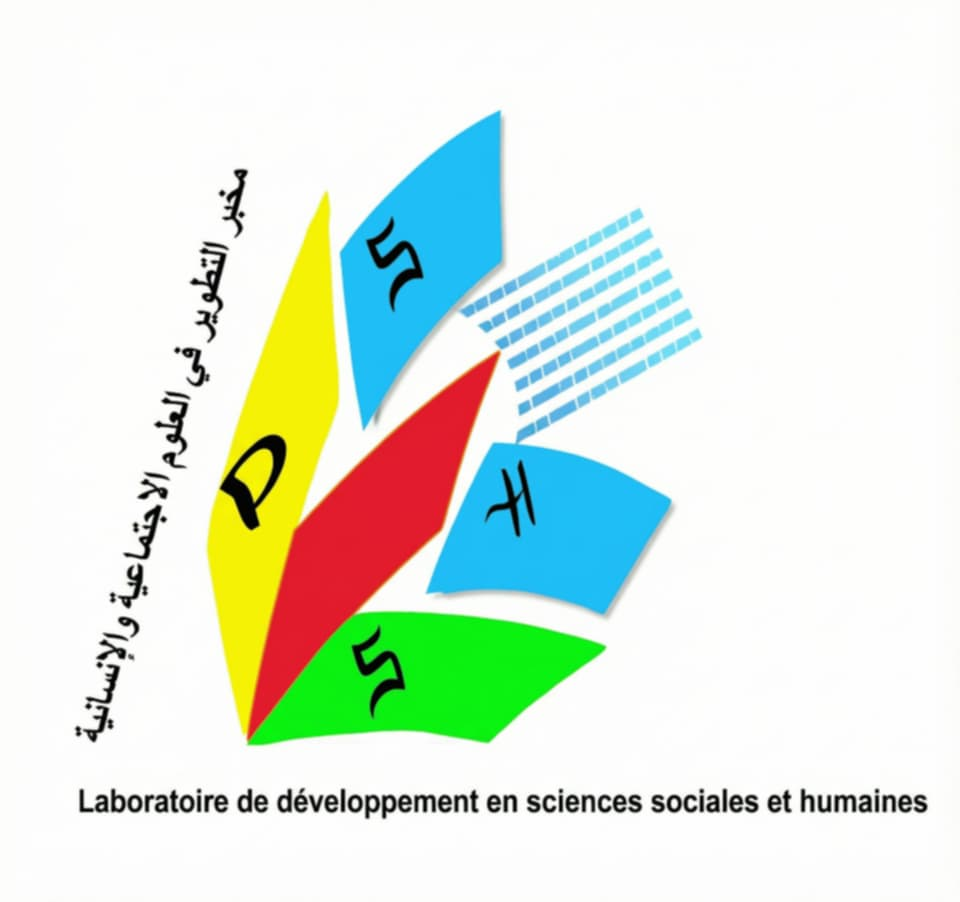 مخبر التطوير في العلوم الاجتماعية والإنسانية
D
S
H
S
Laboratoire de développement en sciences sociales et humaines